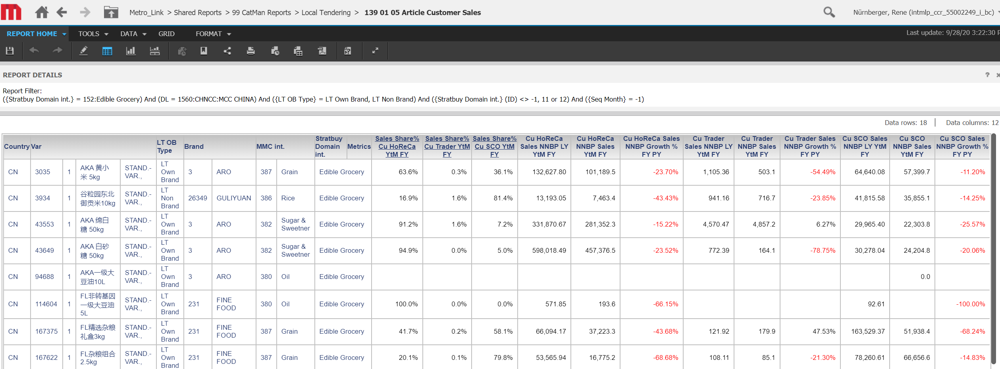 Metro_Link > Shared Reports > 99 CatMan Reports > Local Tendering > 139 01 05 Article Customer Sales
Nürnberger, Rene (intmlp_ccr_55002249_i_bc)
REPORT HOME TOOLS DATA GRID FORMAT
Last update: 9/28/20 3:22:30 P
REPORT DETAILS
Report Filter:
({Stratbuy Domain int.} = 152:Edible Grocery) And (DL = 1560:CHNCC:MCC CHINA) And ({LT OB Type} = LT Own Brand, LT Non Brand) And ({Stratbuy Domain int.} (ID) <> -1, 11 or 12) And ({Seq Month} = -1)
Data rows: 18 Data columns: 12
Country Var LT OB Type Brand MMC int. Stratbuy Domain int. Metrics Sales Share% Cu HoReCa YtM FY Sales Share% Cu Trader YtM FY Sales Share% Cu SCO YtM FY Cu HoReCa Sales NNBP LY YtM FY Cu HoReCa NNBP Sales YtM FY Cu HoReCa Sales NNBP Growth % FY PY Cu Trader Sales NNBP LY YtM FY Cu Trader NNBP Sales YtM FY Cu Trader Sales NNBP Growth % FY PY Cu SCO Sales NNBP LY YtM FY Cu SCO NNBP Sales YtM FY Cu SCO Sales NNBP Growth % FY PY
CN 3035 1 AKA 黄小米 5kg STAND.-VAR., LT Own Brand 3 ARO 387 Grain Edible Grocery 63.6% 0.3% 36.1% 132,627.80 101,189.5 -23.70% 1,105.36 503.1 -54.49% 64,640.08 57,399.7 -11.20%
CN 3934 1 谷粒园东北御贡米10kg STAND.-VAR., LT Non Brand 26349 GULIYUAN 386 Rice Edible Grocery 16.9% 1.6% 81.4% 13,193.05 7,463.4 -43.43% 941.16 716.7 -23.85% 41,815.58 35,855.1 -14.25%
CN 43553 1 AKA 绵白糖 50kg STAND.-VAR., LT Own Brand 3 ARO 382 Sugar & Sweetner Edible Grocery 91.2% 1.6% 7.2% 331,870.67 281,352.3 -15.22% 4,570.47 4,857.2 6.27% 29,965.40 22,303.8 -25.57%
CN 43649 1 AKA 白砂糖 50kg STAND.-VAR., LT Own Brand 3 ARO 382 Sugar & Sweetner Edible Grocery 94.9% 0.0% 5.0% 598,018.49 457,376.5 -23.52% 772.39 164.1 -78.75% 30,278.04 24,204.8 -20.06%
CN 94688 1 AKA一级大豆油10L STAND.-VAR., LT Own Brand 3 ARO 380 Oil Edible Grocery 0.0
CN 114604 1 FL非转基因一级大豆油5L STAND.-VAR., LT Own Brand 231 FINE FOOD 380 Oil Edible Grocery 100.0% 0.0% 0.0% 571.85 193.6 -66.15% 92.61 -100.00%
CN 167375 1 FL精选杂粮礼盒3kg STAND.-VAR., LT Own Brand 231 FINE FOOD 387 Grain Edible Grocery 41.7% 0.2% 58.1% 66,094.17 37,223.3 -43.68% 121.92 179.9 47.53% 163,529.37 51,938.4 -68.24%
CN 167622 1 FL杂粮组合2.5kg STAND.-VAR., LT Own Brand 231 FINE FOOD 387 Grain Edible Grocery 20.1% 0.1% 79.8% 53,565.94 16,775.2 -68.68% 108.11 85.1 -21.30% 78,260.61 66,656.6 -14.83%